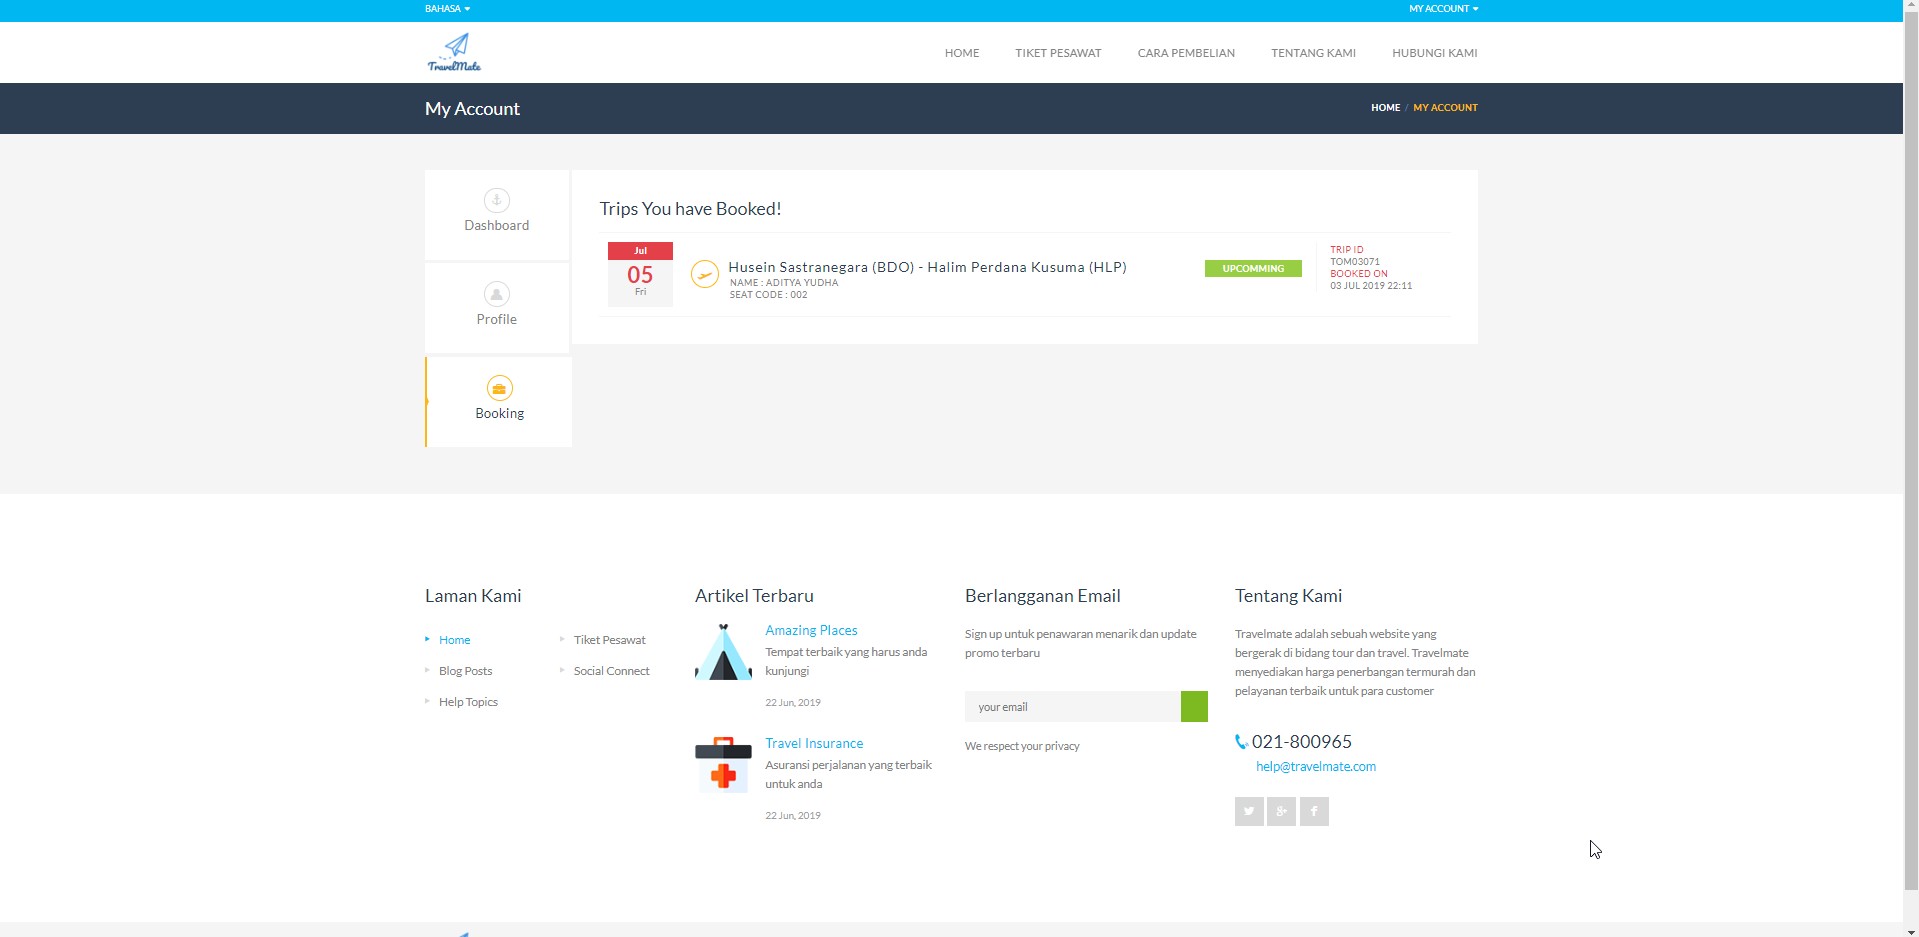 BAHASA
MY ACCOUNT
TravelMate
HOME
TIKET PESAWAT
CARA PEMBELIAN
TENTANG KAMI
HUBUNGI KAMI
My Account
HOME / MY ACCOUNT
Dashboard
Profile
Booking
Trips You have Booked!
Jul
05
Fri
Husein Sastranegara (BDO) - Halim Perdana Kusuma (HLP)
NAME : ADITYA YUDHA
SEAT CODE : 002
UPCOMMING
TRIP ID
TOM03071
BOOKED ON
03 JUL 2019 22:11
Laman Kami
Home
Tiket Pesawat
Blog Posts
Social Connect
Help Topics
Artikel Terbaru
Amazing Places
Tempat terbaik yang harus anda
kunjungi
22 Jun, 2019
Travel Insurance
Asuransi perjalanan yang terbaik
untuk anda
22 Jun, 2019
Berlangganan Email
Sign up untuk penawaran menarik dan update
promo terbaru
your email
We respect your privacy
Tentang Kami
Travelmate adalah sebuah website yang
bergerak di bidang tour dan travel. Travelmate
menyediakan harga penerbangan termurah dan
pelayanan terbaik untuk para customer
021-800965
help@travelmate.com